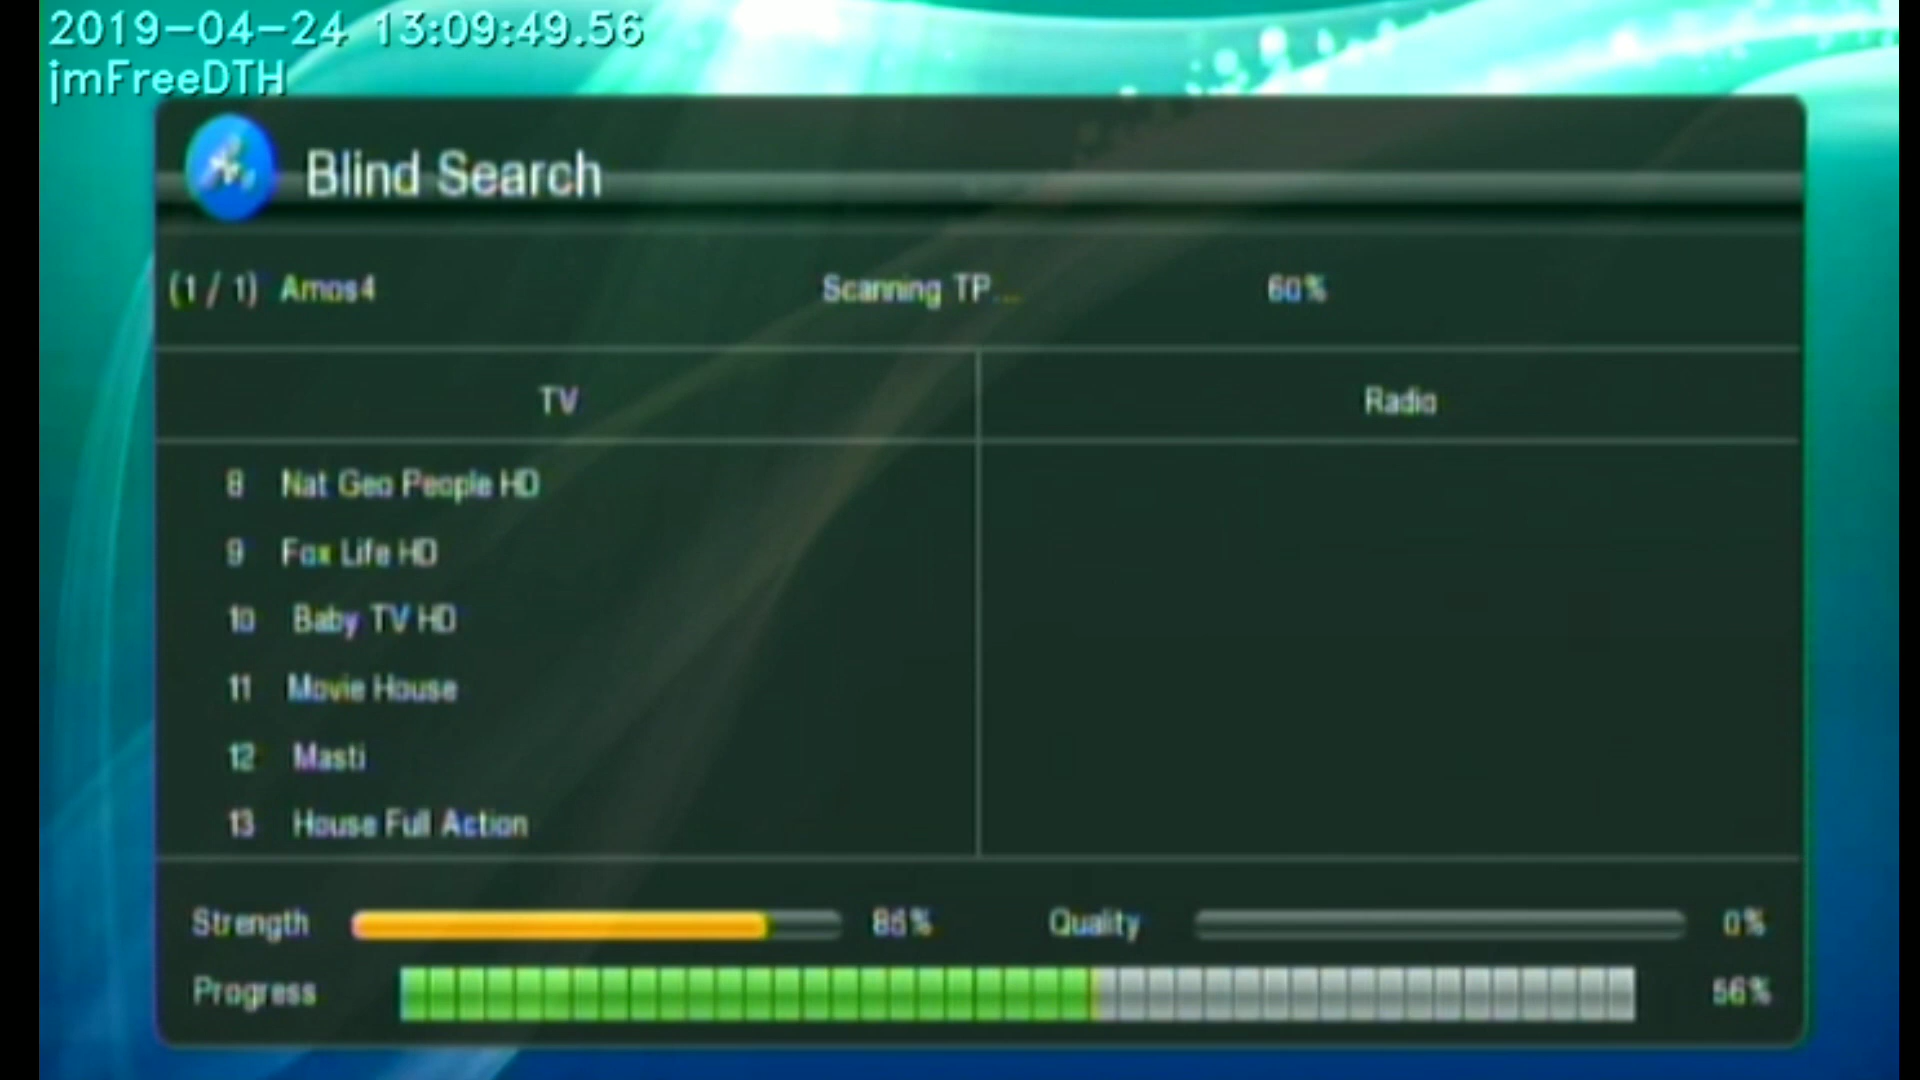 2019-04-24 13:09:49.56
jmFreeDTH
Blind Search
(1 / 1) Amos4 Scanning TP... 60%
TV Radio
8 Nat Geo People HD
9 Fox Life HD
10 Baby TV HD
11 Movie House
12 Masti
13 House Full Action
Strength 86% Quality 0%
Progress 56%